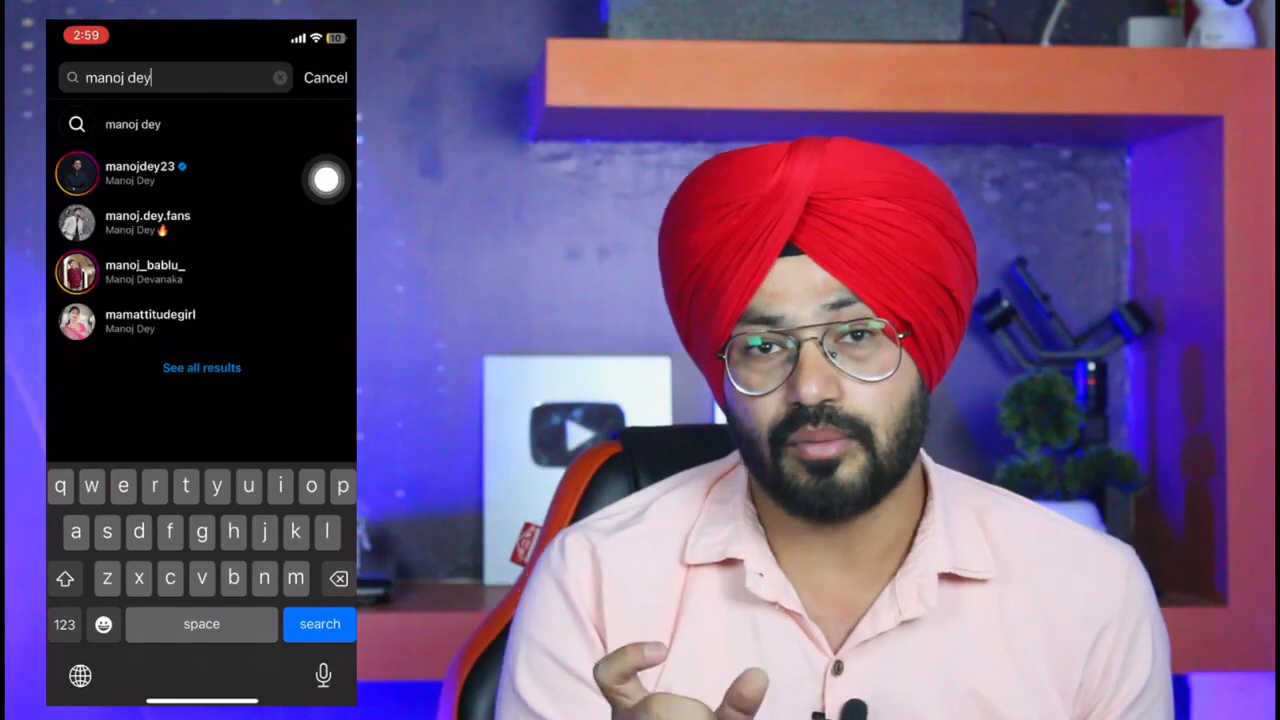 2:59
10
manoj dey
Cancel
manoj dey
manojdey23
Manoj Dey
manoj.dey.fans
Manoj Dey🔥
manoj_bablu_
Manoj Devanaka
mamattitudegirl
Manoj Dey
See all results
q w e r t y u i o p
a s d f g h j k l
z x c v b n m
123
space
search